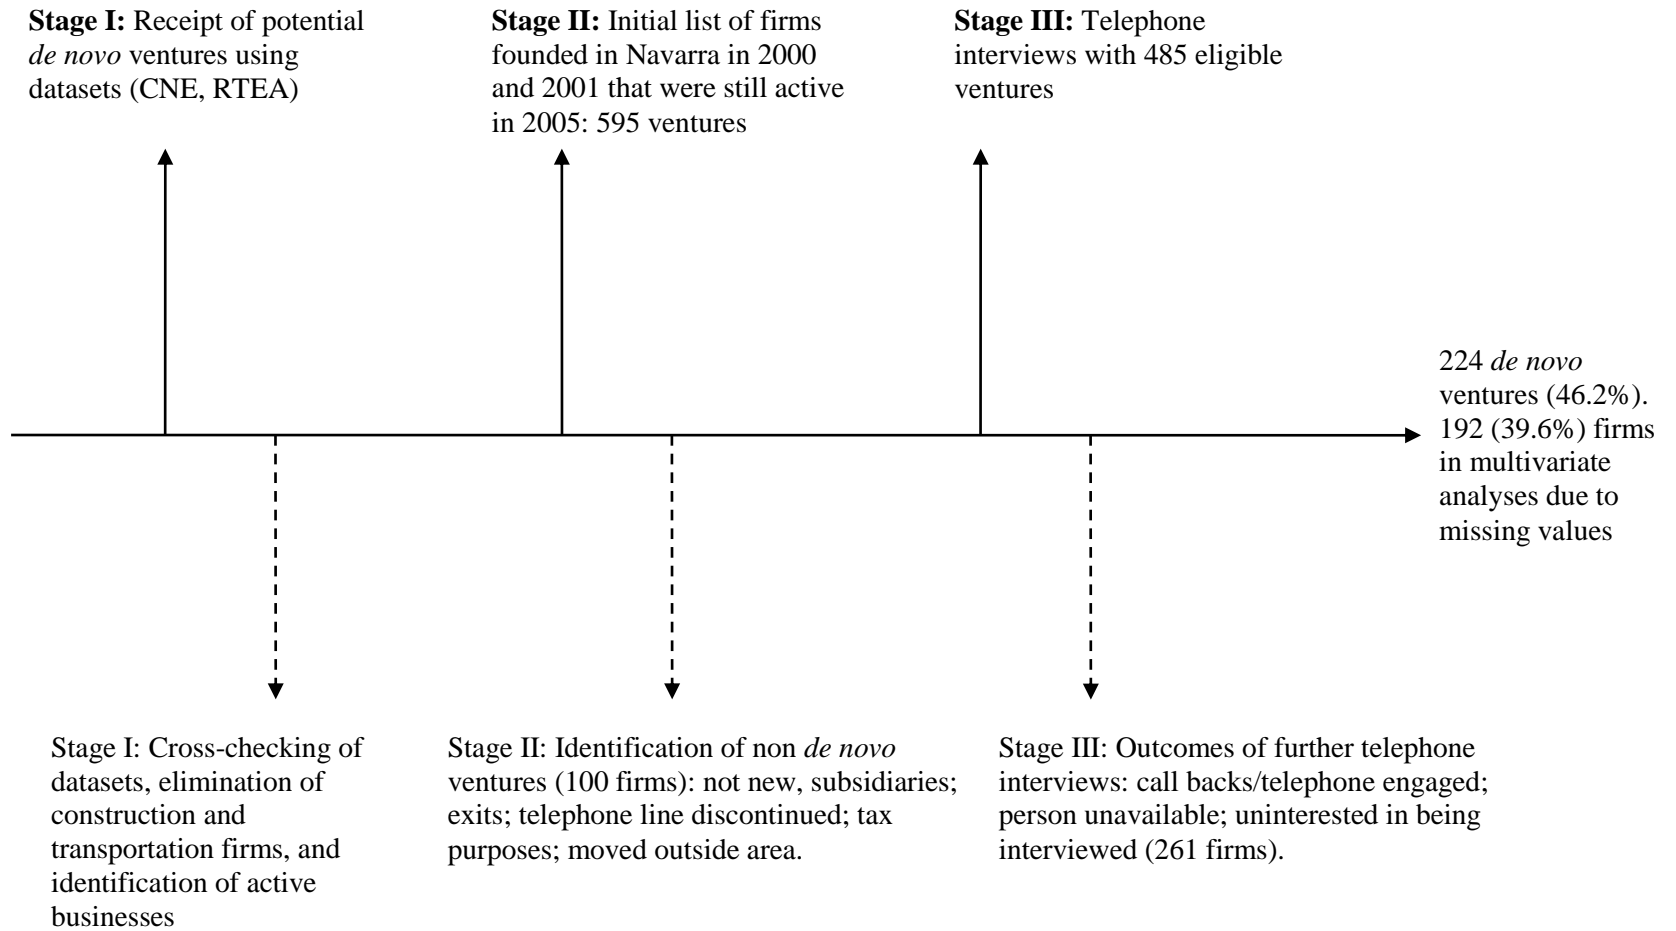 Stage I: Receipt of potential
de novo ventures using
datasets (CNE, RTEA)
Stage II: Initial list of firms
founded in Navarra in 2000
and 2001 that were still active
in 2005: 595 ventures
Stage III: Telephone
interviews with 485 eligible
ventures
224 de novo
ventures (46.2%).
192 (39.6%) firms
in multivariate
analyses due to
missing values
Stage I: Cross-checking of
datasets, elimination of
construction and
transportation firms, and
identification of active
businesses
Stage II: Identification of non de novo
ventures (100 firms): not new, subsidiaries;
exits; telephone line discontinued; tax
purposes; moved outside area.
Stage III: Outcomes of further telephone
interviews: call backs/telephone engaged;
person unavailable; uninterested in being
interviewed (261 firms).